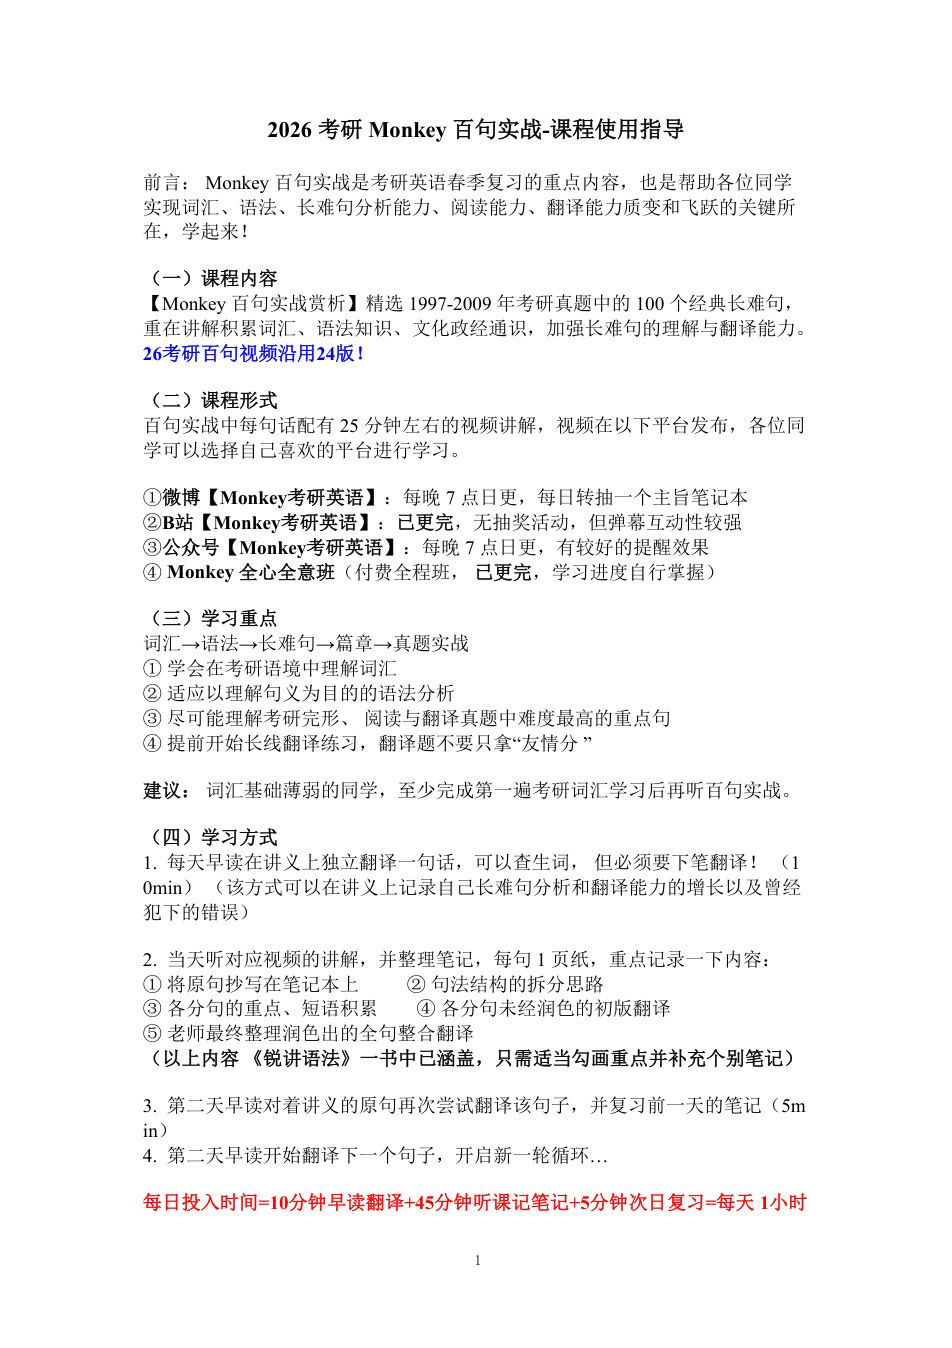 2026 考研 Monkey 百句实战-课程使用指导
前言： Monkey 百句实战是考研英语春季复习的重点内容，也是帮助各位同学
实现词汇、语法、长难句分析能力、阅读能力、翻译能力质变和飞跃的关键所
在，学起来！
（一）课程内容
【Monkey 百句实战赏析】精选 1997-2009 年考研真题中的 100 个经典长难句，
重在讲解积累词汇、语法知识、文化政经通识，加强长难句的理解与翻译能力。
26考研百句视频沿用24版！
（二）课程形式
百句实战中每句话配有 25 分钟左右的视频讲解，视频在以下平台发布，各位同
学可以选择自己喜欢的平台进行学习。
①微博【Monkey考研英语】：每晚 7 点日更，每日转抽一个主旨笔记本
②B站【Monkey考研英语】：已更完，无抽奖活动，但弹幕互动性较强
③公众号【Monkey考研英语】：每晚 7 点日更，有较好的提醒效果
④ Monkey 全心全意班（付费全程班， 已更完，学习进度自行掌握）
（三）学习重点
词汇→语法→长难句→篇章→真题实战
① 学会在考研语境中理解词汇
② 适应以理解句义为目的的语法分析
③ 尽可能理解考研完形、 阅读与翻译真题中难度最高的重点句
④ 提前开始长线翻译练习，翻译题不要只拿“友情分 ”
建议： 词汇基础薄弱的同学，至少完成第一遍考研词汇学习后再听百句实战。
（四）学习方式
1. 每天早读在讲义上独立翻译一句话，可以查生词， 但必须要下笔翻译！ （1
0min） （该方式可以在讲义上记录自己长难句分析和翻译能力的增长以及曾经
犯下的错误）
2. 当天听对应视频的讲解，并整理笔记，每句 1 页纸，重点记录一下内容：
① 将原句抄写在笔记本上 ② 句法结构的拆分思路
③ 各分句的重点、短语积累 ④ 各分句未经润色的初版翻译
⑤ 老师最终整理润色出的全句整合翻译
（以上内容 《锐讲语法》一书中已涵盖，只需适当勾画重点并补充个别笔记）
3. 第二天早读对着讲义的原句再次尝试翻译该句子，并复习前一天的笔记（5m
in）
4. 第二天早读开始翻译下一个句子，开启新一轮循环…
每日投入时间=10分钟早读翻译+45分钟听课记笔记+5分钟次日复习=每天 1小时
1